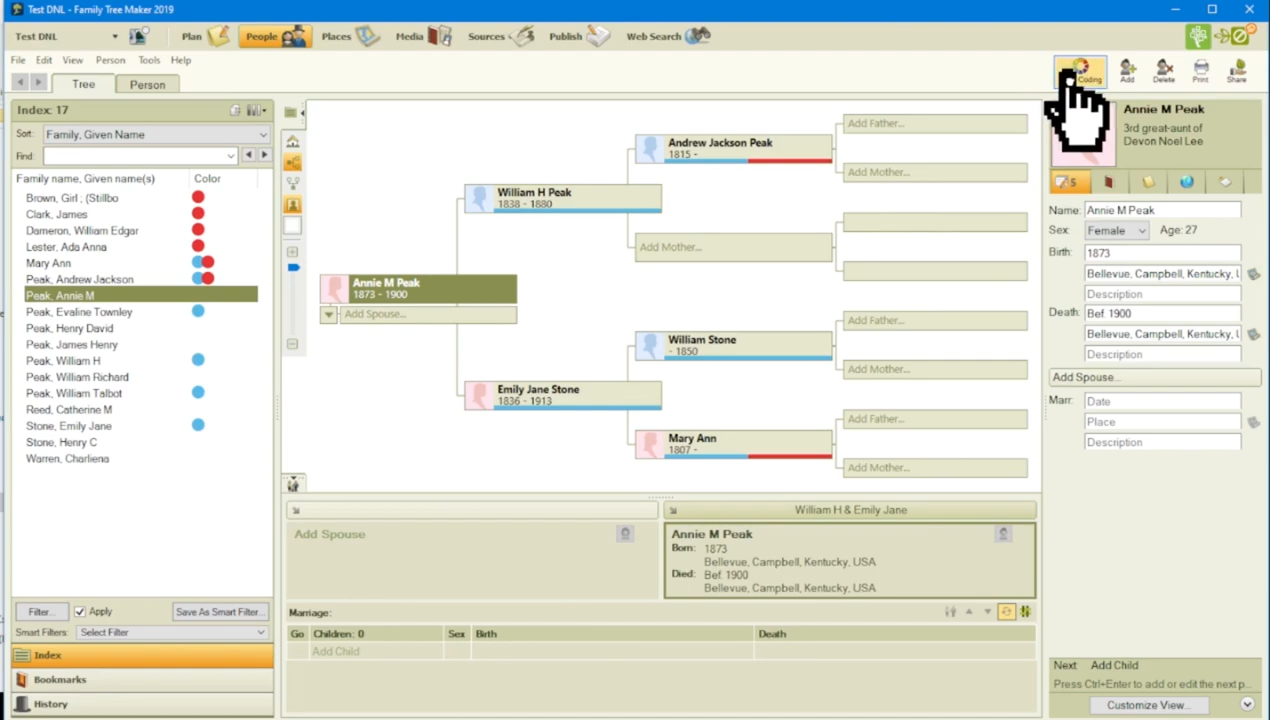 Test DNL - Family Tree Maker 2019
Test DNL Plan People Places Media Sources Publish Web Search
File Edit View Person Tools Help
Tree Person
Coding Add Delete Print Share
Index: 17
Sort: Family, Given Name
Find:
Family name, Given name(s) Color
Brown, Girl ; (Stillbo
Clark, James
Dameron, William Edgar
Lester, Ada Anna
Mary Ann
Peak, Andrew Jackson
Peak, Annie M
Peak, Evaline Townley
Peak, Henry David
Peak, James Henry
Peak, William H
Peak, William Richard
Peak, William Talbot
Reed, Catherine M
Stone, Emily Jane
Stone, Henry C
Warren, Charliena
Filter... Apply Save As Smart Filter...
Smart Filters: Select Filter
Index
Bookmarks
History
Annie M Peak
1873 - 1900
Add Spouse...
William H Peak
1838 - 1880
Emily Jane Stone
1836 - 1913
Andrew Jackson Peak
1815 -
Add Mother...
William Stone
- 1850
Mary Ann
1807 -
Add Father...
Add Mother...
Add Father...
Add Mother...
Add Father...
Add Mother...
William H & Emily Jane
Add Spouse
Annie M Peak
Born: 1873
Bellevue, Campbell, Kentucky, USA
Died: Bef. 1900
Bellevue, Campbell, Kentucky, USA
Marriage:
Go Children: 0 Sex Birth Death
Add Child
Annie M Peak
3rd great-aunt of
Devon Noel Lee
5
Name: Annie M Peak
Sex: Female Age: 27
Birth: 1873
Bellevue, Campbell, Kentucky, U
Description
Death: Bef. 1900
Bellevue, Campbell, Kentucky, U
Description
Add Spouse...
Marr: Date
Place
Description
Next Add Child
Press Ctrl+Enter to add or edit the next p...
Customize View...